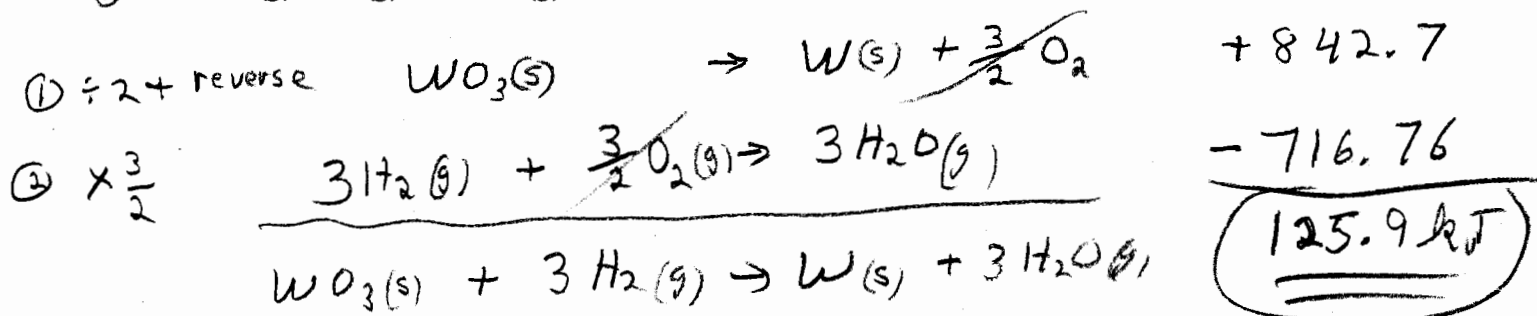 ① ÷ 2 + reverse WO₃(s) → W(s) + 3/2 O₂ + 842.7
② × 3/2 3H₂(g) + 3/2 O₂(g) → 3H₂O(g) - 716.76
WO₃(s) + 3H₂(g) → W(s) + 3H₂O(g) 125.9 kJ